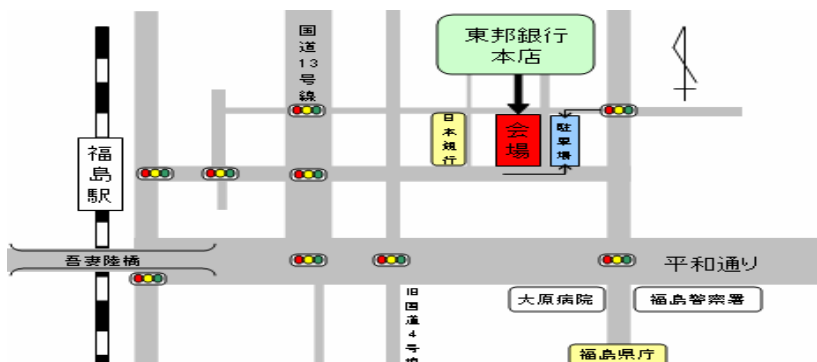 国道13号線
東邦銀行
本店
日本銀行
会場
駐車場
福島駅
吾妻陸橋
平和通り
旧国道4号線
大原病院
福島警察署
福島県庁